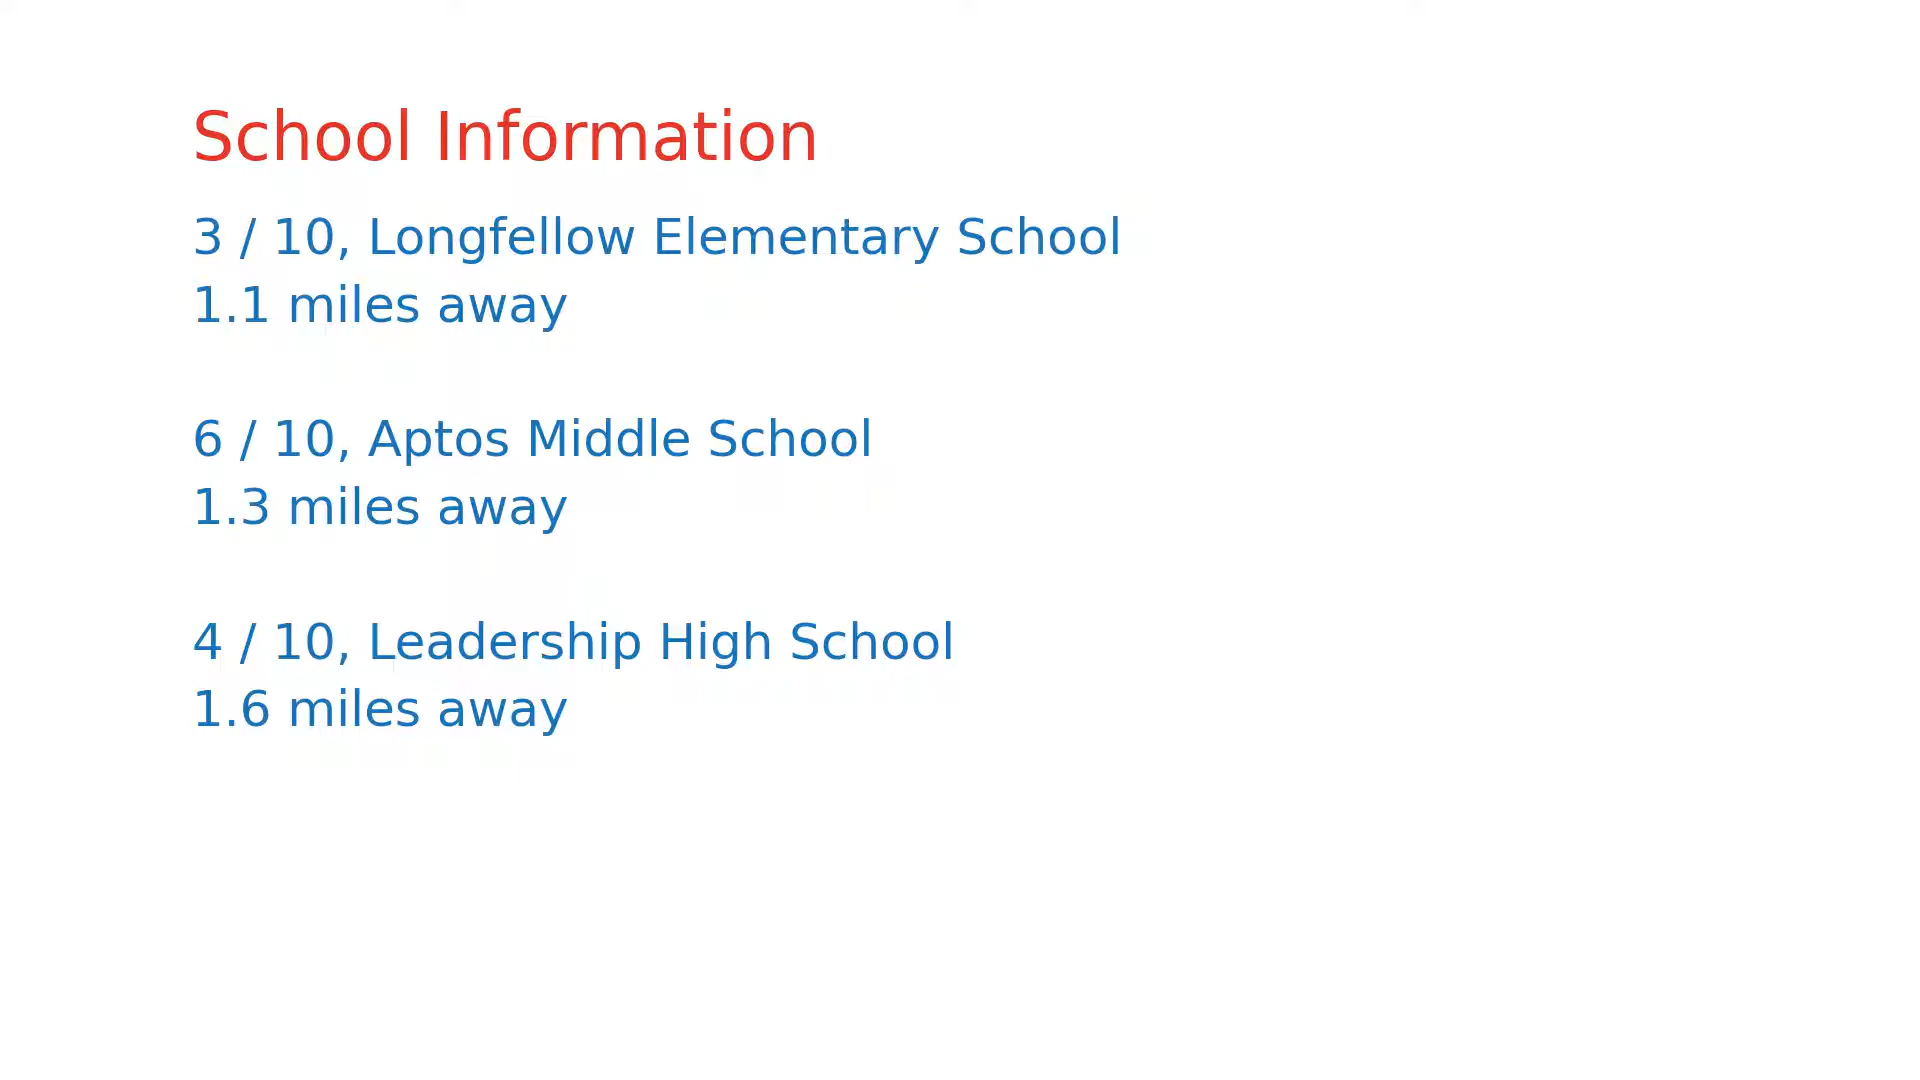 School Information
3 / 10, Longfellow Elementary School
1.1 miles away
6 / 10, Aptos Middle School
1.3 miles away
4 / 10, Leadership High School
1.6 miles away